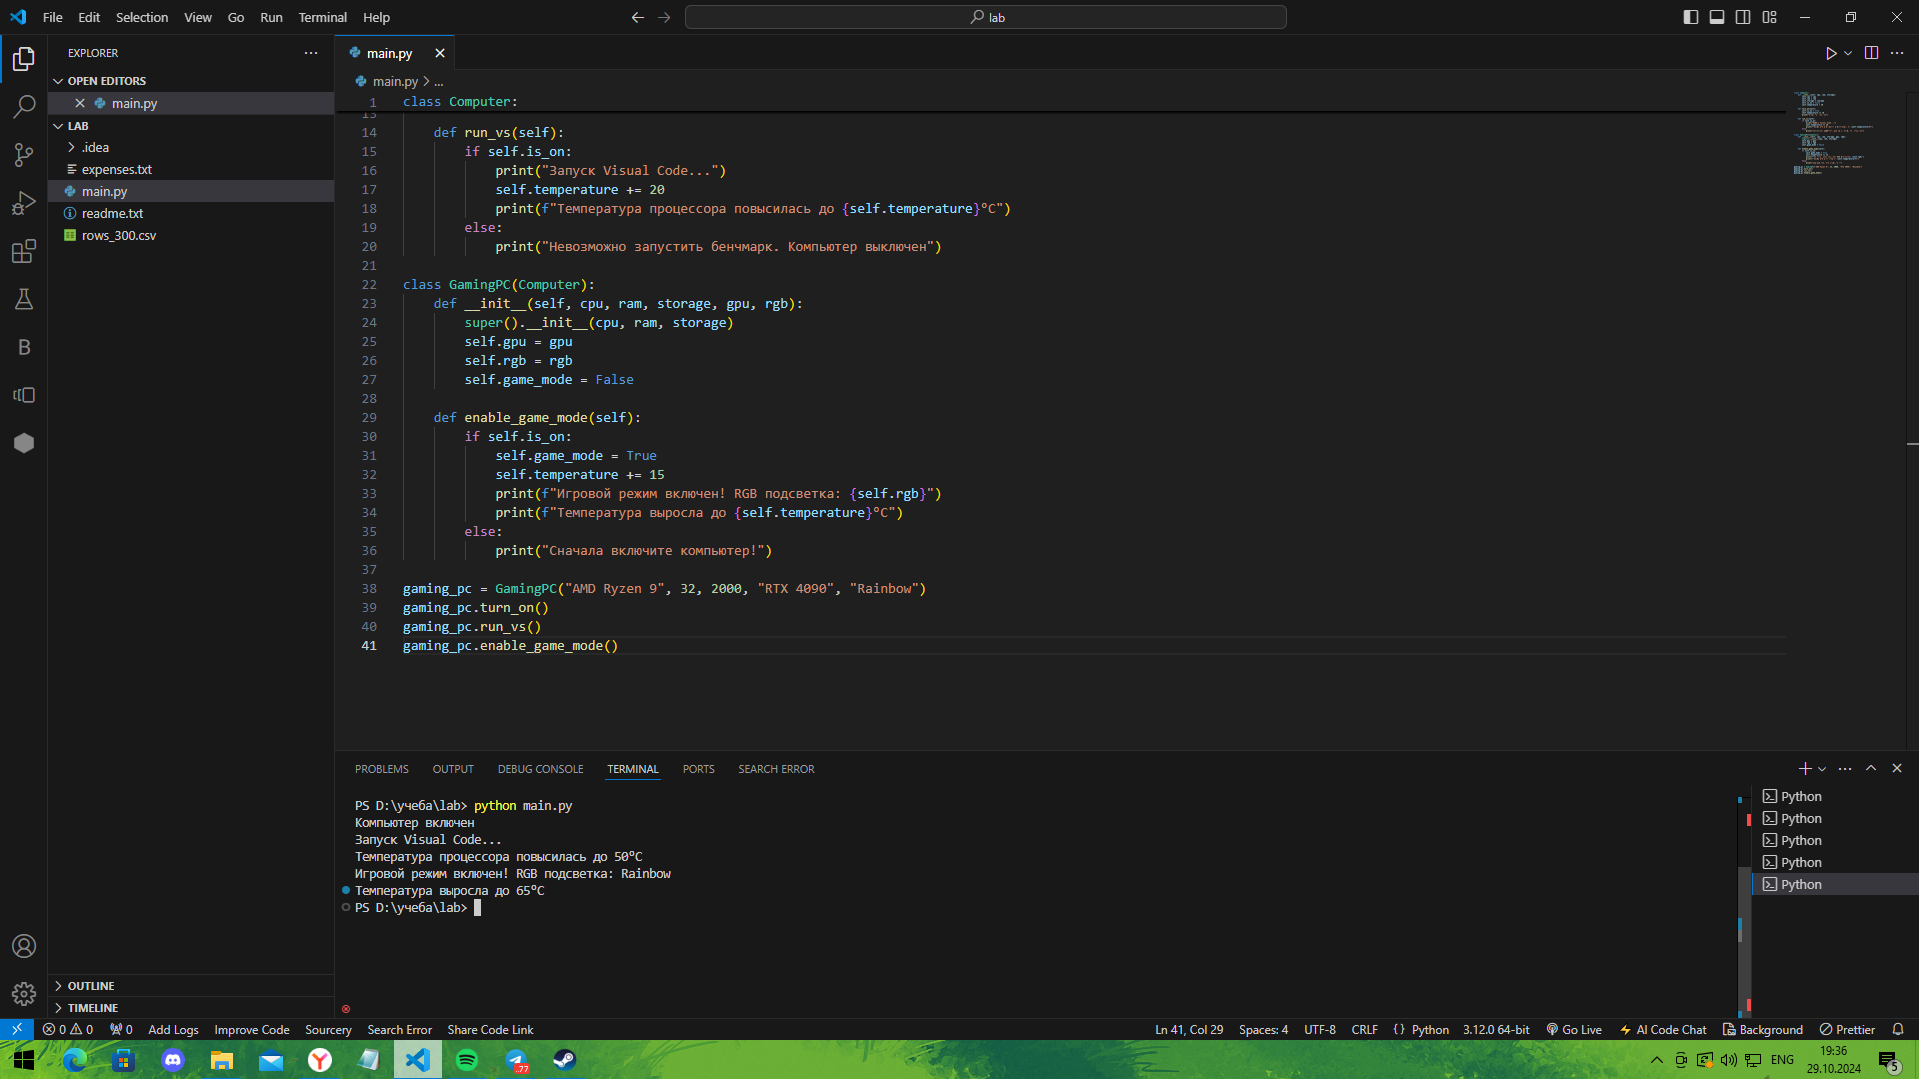 File Edit Selection View Go Run Terminal Help
lab
EXPLORER
OPEN EDITORS
main.py
LAB
.idea
expenses.txt
main.py
readme.txt
rows_300.csv
OUTLINE
TIMELINE
main.py
main.py > ...
1 class Computer:
13
14 def run_vs(self):
15 if self.is_on:
16 print("Запуск Visual Code...")
17 self.temperature += 20
18 print(f"Температура процессора повысилась до {self.temperature}°C")
19 else:
20 print("Невозможно запустить бенчмарк. Компьютер выключен")
21
22 class GamingPC(Computer):
23 def __init__(self, cpu, ram, storage, gpu, rgb):
24 super().__init__(cpu, ram, storage)
25 self.gpu = gpu
26 self.rgb = rgb
27 self.game_mode = False
28
29 def enable_game_mode(self):
30 if self.is_on:
31 self.game_mode = True
32 self.temperature += 15
33 print(f"Игровой режим включен! RGB подсветка: {self.rgb}")
34 print(f"Температура выросла до {self.temperature}°C")
35 else:
36 print("Сначала включите компьютер!")
37
38 gaming_pc = GamingPC("AMD Ryzen 9", 32, 2000, "RTX 4090", "Rainbow")
39 gaming_pc.turn_on()
40 gaming_pc.run_vs()
41 gaming_pc.enable_game_mode()
PROBLEMS OUTPUT DEBUG CONSOLE TERMINAL PORTS SEARCH ERROR
PS D:\учеба\lab> python main.py
Компьютер включен
Запуск Visual Code...
Температура процессора повысилась до 50°C
Игровой режим включен! RGB подсветка: Rainbow
Температура выросла до 65°C
PS D:\учеба\lab>
Python
Python
Python
Python
Python
0 0 0 Add Logs Improve Code Sourcery Search Error Share Code Link
Ln 41, Col 29 Spaces: 4 UTF-8 CRLF {} Python 3.12.0 64-bit Go Live AI Code Chat Background Prettier
77
ENG
19:36
29.10.2024
5